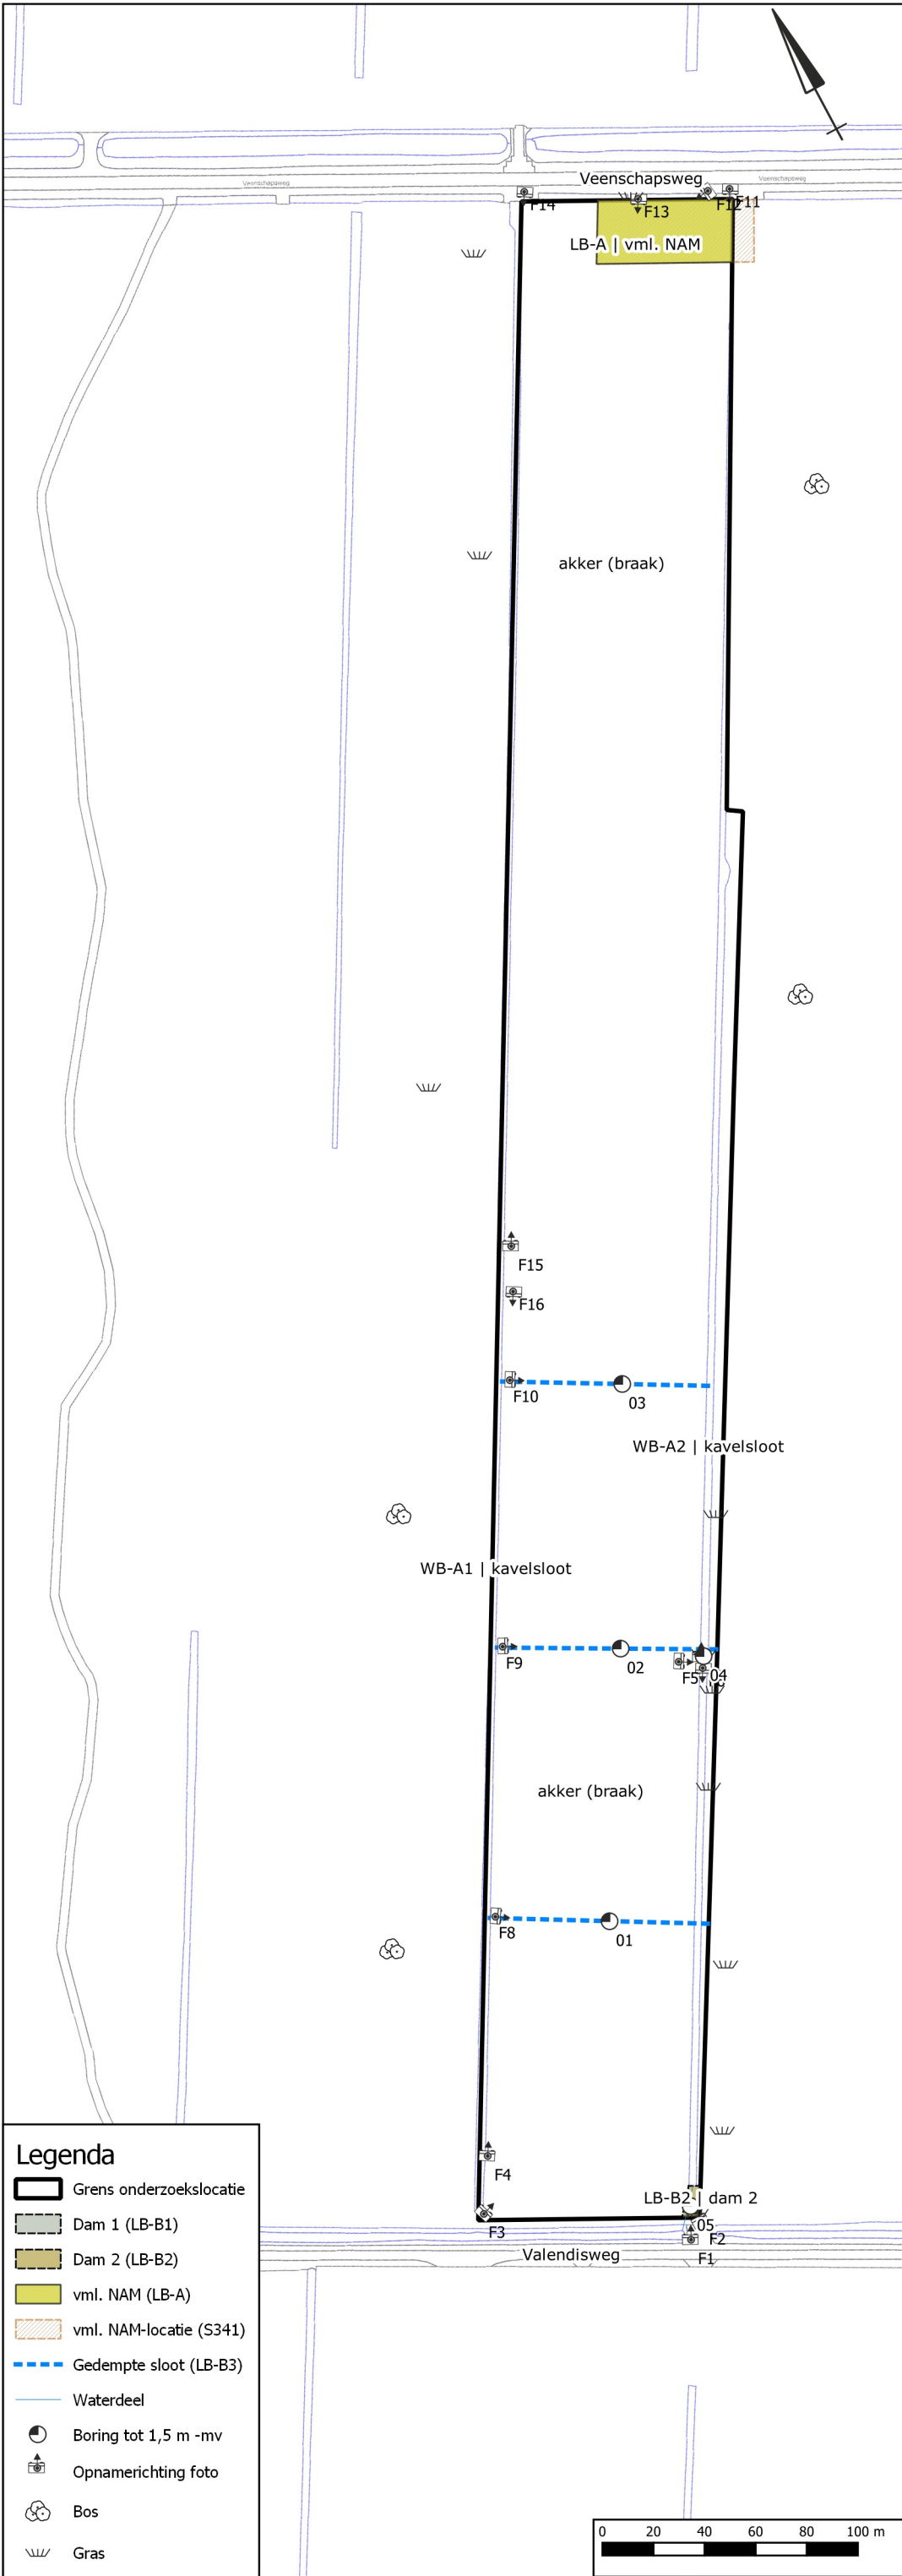 Veenschapsweg
Veenschapsweg
Veenschapsweg
F14
F13
F12
F11
LB-A | vml. NAM
akker (braak)
F15
F16
F10
03
WB-A2 | kavelsloot
WB-A1 | kavelsloot
F9
02
F5
04
akker (braak)
F8
01
F4
LB-B2 | dam 2
F3
05
F2
Valendisweg
F1
Legenda
Grens onderzoekslocatie
Dam 1 (LB-B1)
Dam 2 (LB-B2)
vml. NAM (LB-A)
vml. NAM-locatie (S341)
Gedempte sloot (LB-B3)
Waterdeel
Boring tot 1,5 m -mv
Opnamerichting foto
Bos
Gras
0 20 40 60 80 100 m